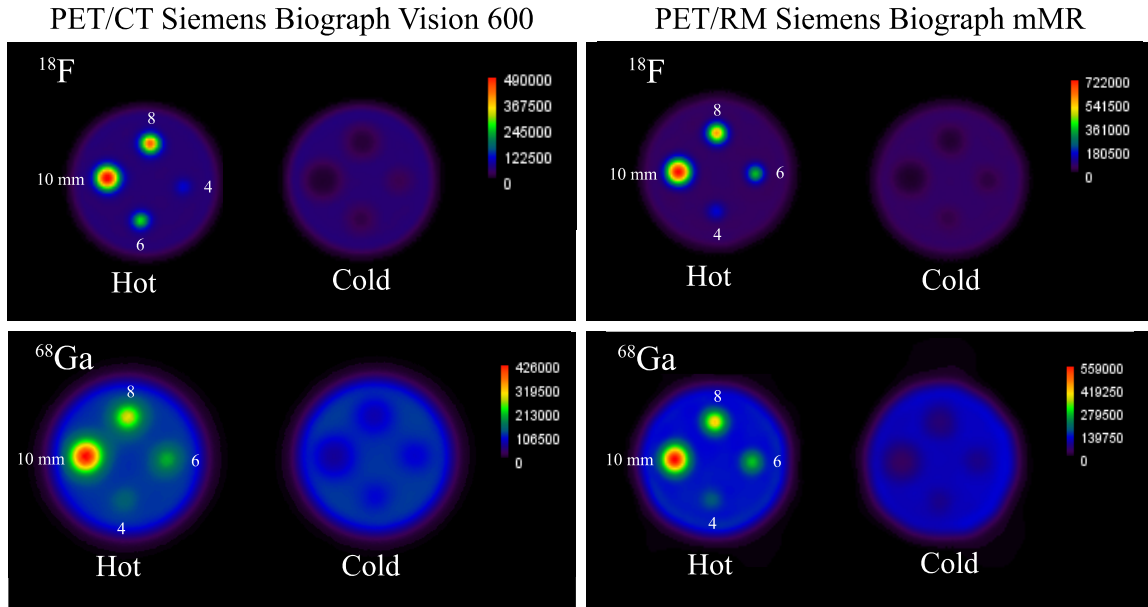 PET/CT Siemens Biograph Vision 600
PET/RM Siemens Biograph mMR
18F
8
10 mm
4
6
Hot
Cold
490000
387500
245000
122500
0
18F
8
10 mm
6
4
Hot
Cold
722000
541500
361000
180500
0
68Ga
8
10 mm
6
4
Hot
Cold
426000
319500
213000
106500
0
68Ga
8
10 mm
6
4
Hot
Cold
559000
419250
279500
139750
0